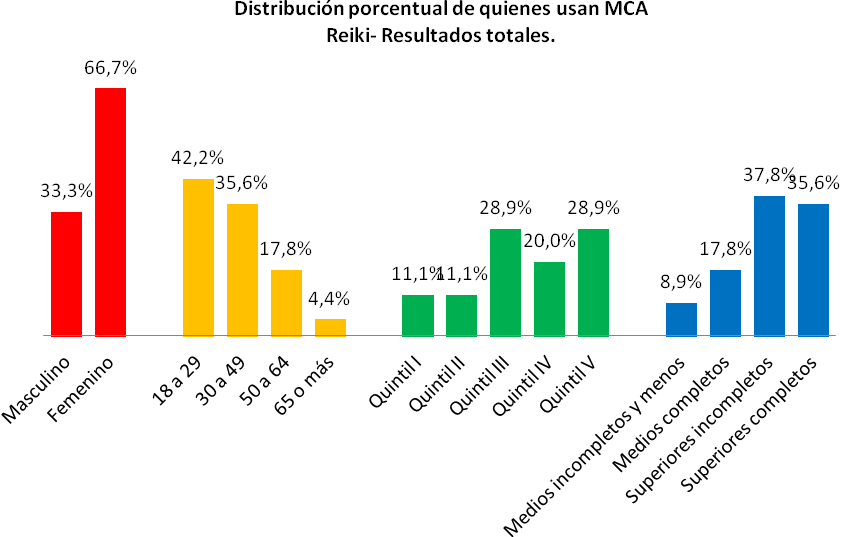 Distribución porcentual de quienes usan MCA
Reiki- Resultados totales.
33,3%
66,7%
42,2%
35,6%
17,8%
4,4%
11,1%
11,1%
28,9%
20,0%
28,9%
8,9%
17,8%
37,8%
35,6%
Masculino
Femenino
18 a 29
30 a 49
50 a 64
65 o más
Quintil I
Quintil II
Quintil III
Quintil IV
Quintil V
Medios incompletos y menos
Medios completos
Superiores incompletos
Superiores completos